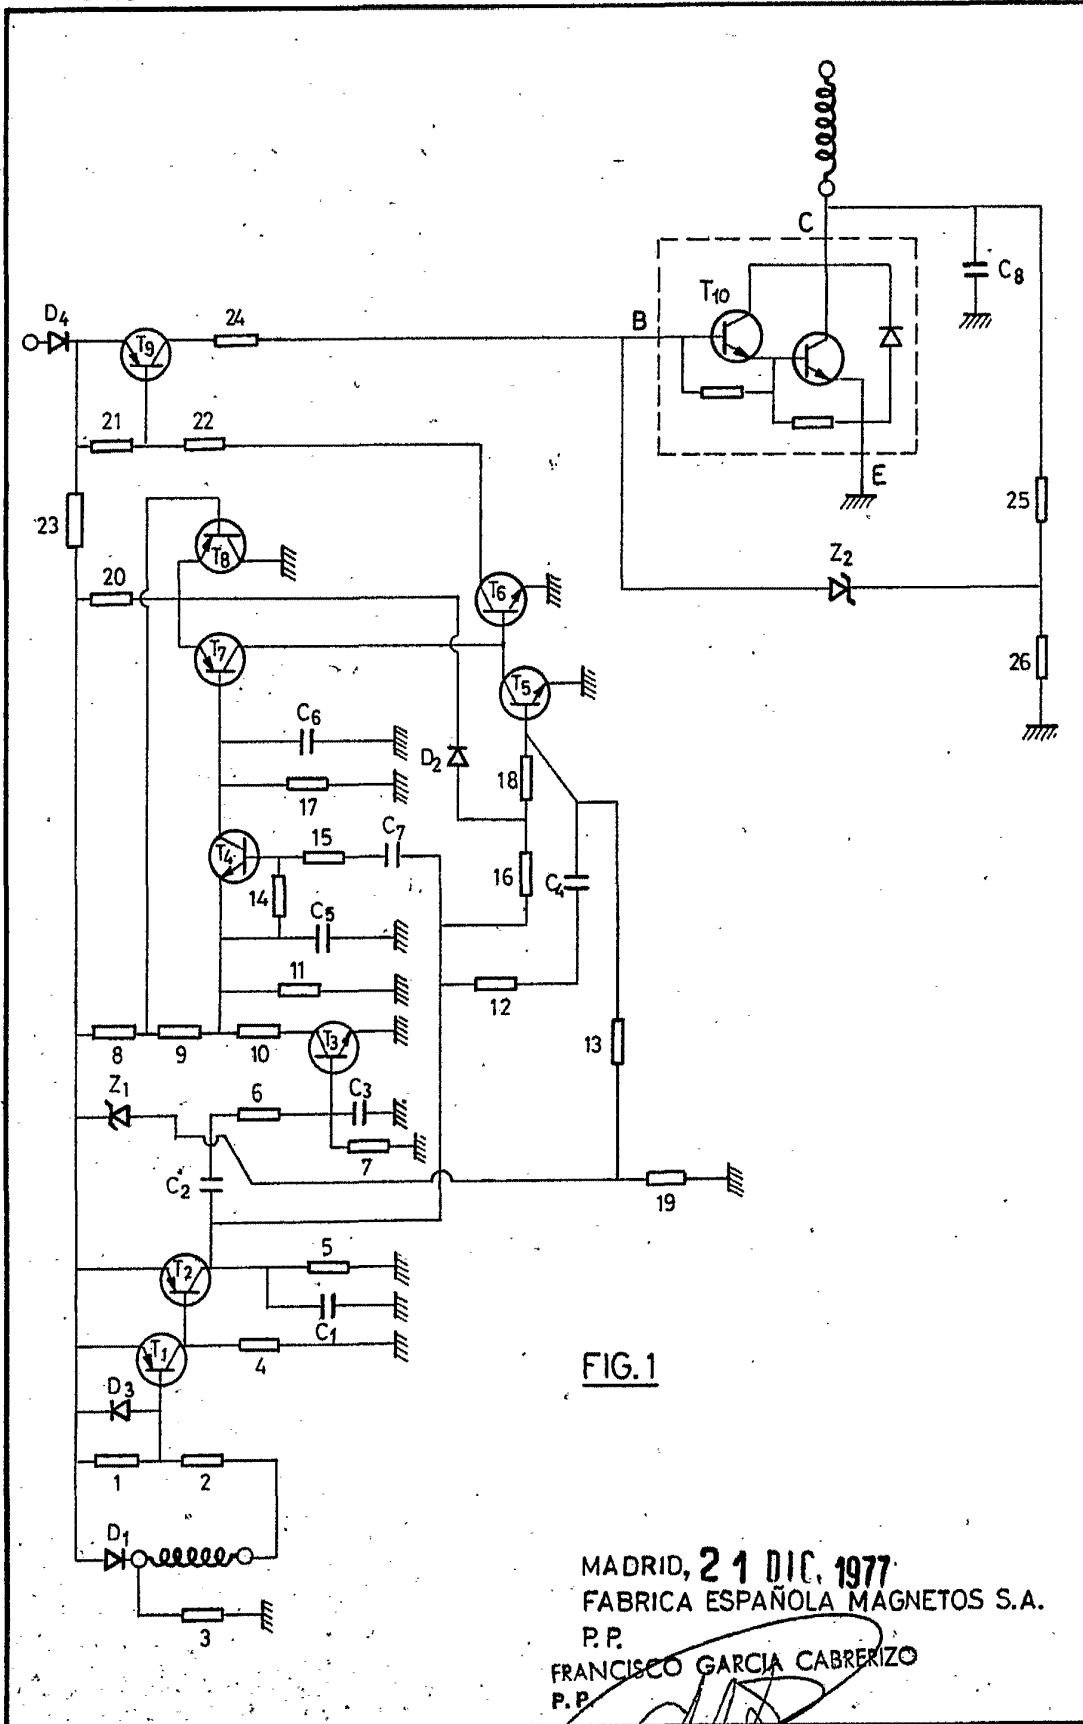 C
C8
T10
D4
T9
24
B
21
22
E
23
T8
25
Z2
20
T6
T7
T5
26
C6
D2
18
17
C7
15
T4
16
C4
14
C5
11
12
T3
13
8
9
10
Z1
6
C3
7
C2
19
5
T2
C1
T1
4
FIG.1
D3
1
2
D1
3
MADRID, 21 DIC. 1977
FABRICA ESPAÑOLA MAGNETOS S.A.
P.P.
FRANCISCO GARCIA CABRERIZO
P.P.